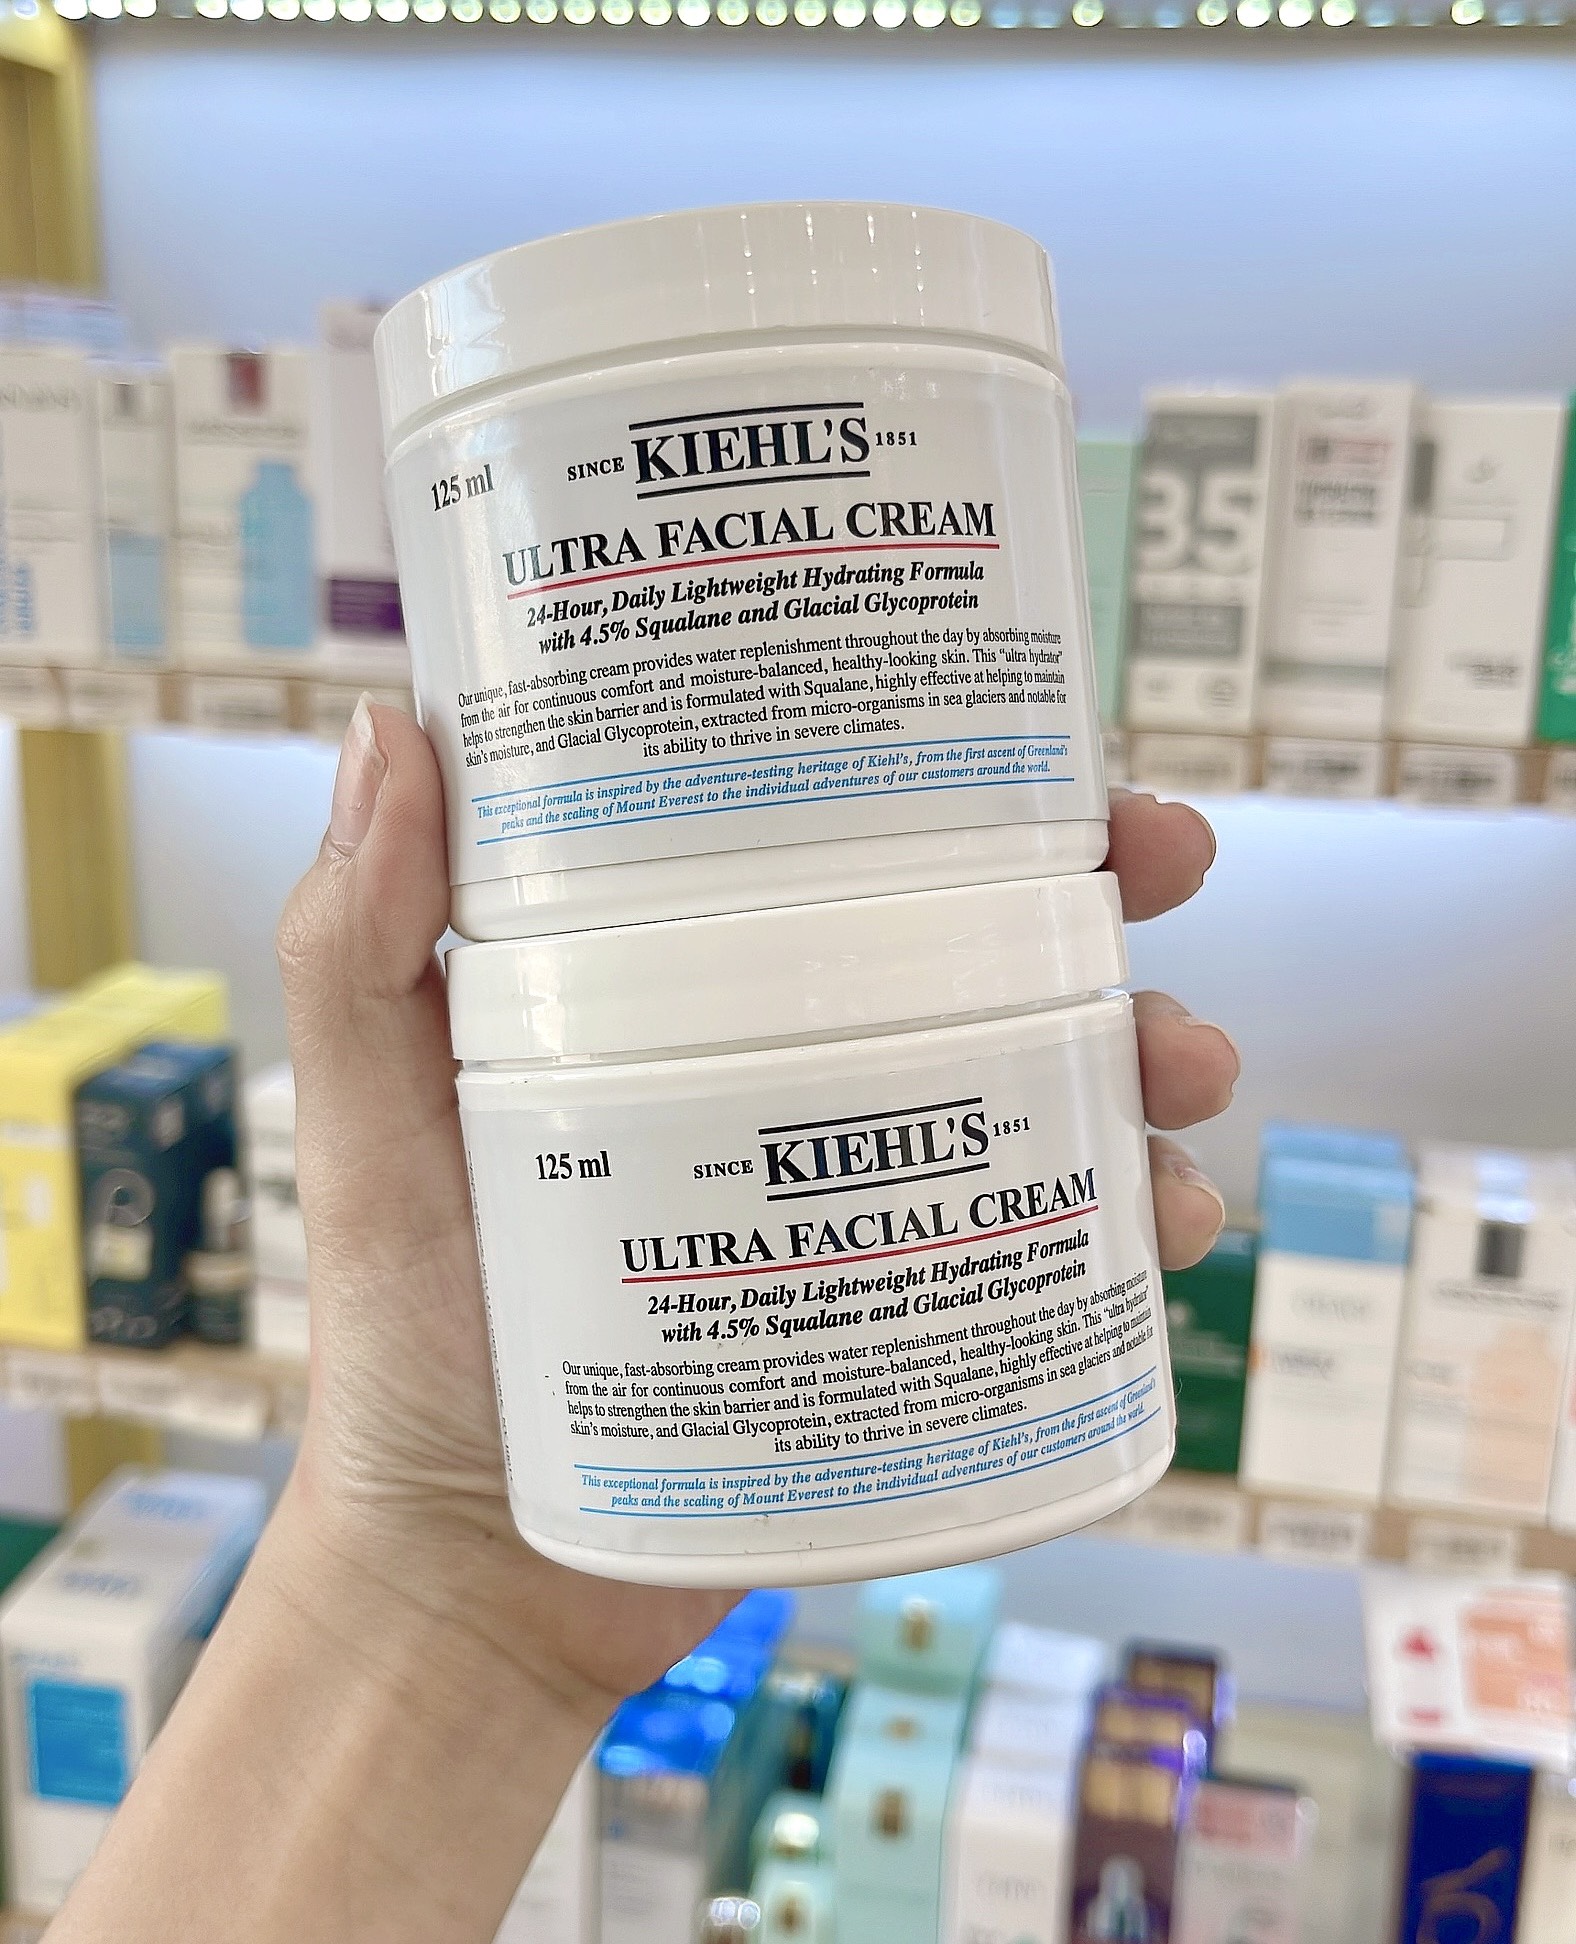 125 ml
SINCE KIEHL'S 1851
ULTRA FACIAL CREAM
24-Hour, Daily Lightweight Hydrating Formula
with 4.5% Squalane and Glacial Glycoprotein
Our unique, fast-absorbing cream provides water replenishment throughout the day by absorbing moisture
from the air for continuous comfort and moisture-balanced, healthy-looking skin. This "ultra hydrator"
helps to strengthen the skin barrier and is formulated with Squalane, highly effective at helping to maintain
skin's moisture, and Glacial Glycoprotein, extracted from micro-organisms in sea glaciers and notable for
its ability to thrive in severe climates.
This exceptional formula is inspired by the adventure-testing heritage of Kiehl's, from the first ascent of Greenland's
peaks and the scaling of Mount Everest to the individual adventures of our customers around the world.
125 ml
SINCE KIEHL'S 1851
ULTRA FACIAL CREAM
24-Hour, Daily Lightweight Hydrating Formula
with 4.5% Squalane and Glacial Glycoprotein
Our unique, fast-absorbing cream provides water replenishment throughout the day by absorbing moisture
from the air for continuous comfort and moisture-balanced, healthy-looking skin. This "ultra hydrator"
helps to strengthen the skin barrier and is formulated with Squalane, highly effective at helping to maintain
skin's moisture, and Glacial Glycoprotein, extracted from micro-organisms in sea glaciers and notable for
its ability to thrive in severe climates.
This exceptional formula is inspired by the adventure-testing heritage of Kiehl's, from the first ascent of Greenland's
peaks and the scaling of Mount Everest to the individual adventures of our customers around the world.
35